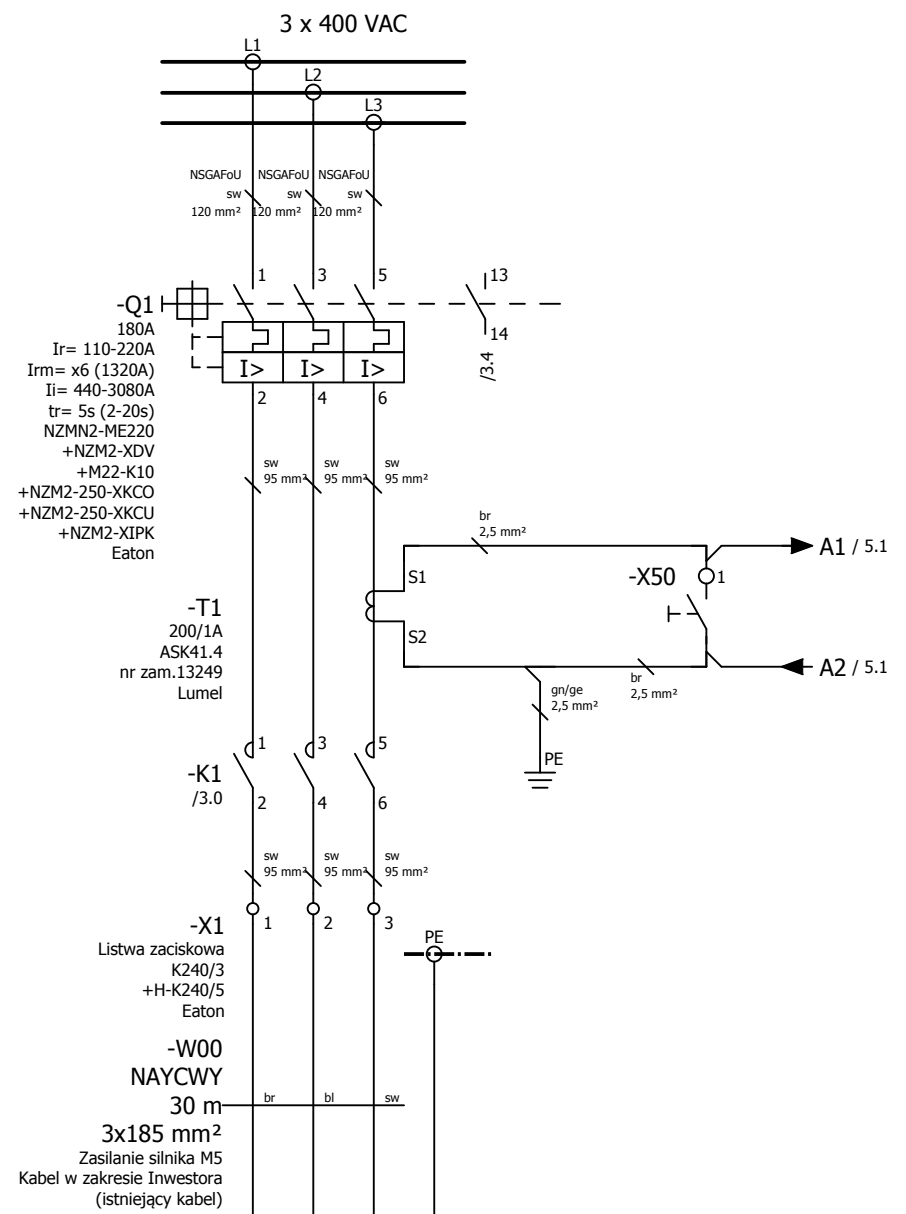 3 x 400 VAC
L1
L2
L3
NSGAFoU NSGAFoU NSGAFoU
sw sw sw
120 mm² 120 mm² 120 mm²
1 3 5 13
-Q1
14
/3.4
180A
Ir= 110-220A
Irm= x6 (1320A)
Ii= 440-3080A
tr= 5s (2-20s)
NZMN2-ME220
+NZM2-XDV
+M22-K10
+NZM2-250-XKCO
+NZM2-250-XKCU
+NZM2-XIPK
Eaton
I> I> I>
2 4 6
sw sw sw
95 mm² 95 mm² 95 mm²
br
2,5 mm²
A1 / 5.1
S1
-X50 1
-T1
200/1A
ASK41.4
nr zam.13249
Lumel
S2
A2 / 5.1
br
2,5 mm²
gn/ge
2,5 mm²
PE
1 3 5
-K1
/3.0
2 4 6
sw sw sw
95 mm² 95 mm² 95 mm²
-X1 1 2 3
PE
Listwa zaciskowa
K240/3
+H-K240/5
Eaton
-W00
NAYCWY
30 m br bl sw
3x185 mm²
Zasilanie silnika M5
Kabel w zakresie Inwestora
(istniejący kabel)